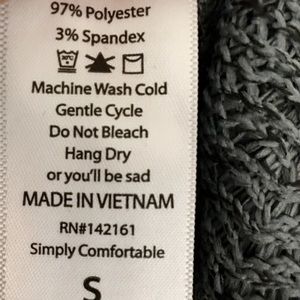 97% Polyester
3% Spandex
30°C
Machine Wash Cold
Gentle Cycle
Do Not Bleach
Hang Dry
or you'll be sad
MADE IN VIETNAM
RN#142161
Simply Comfortable
S